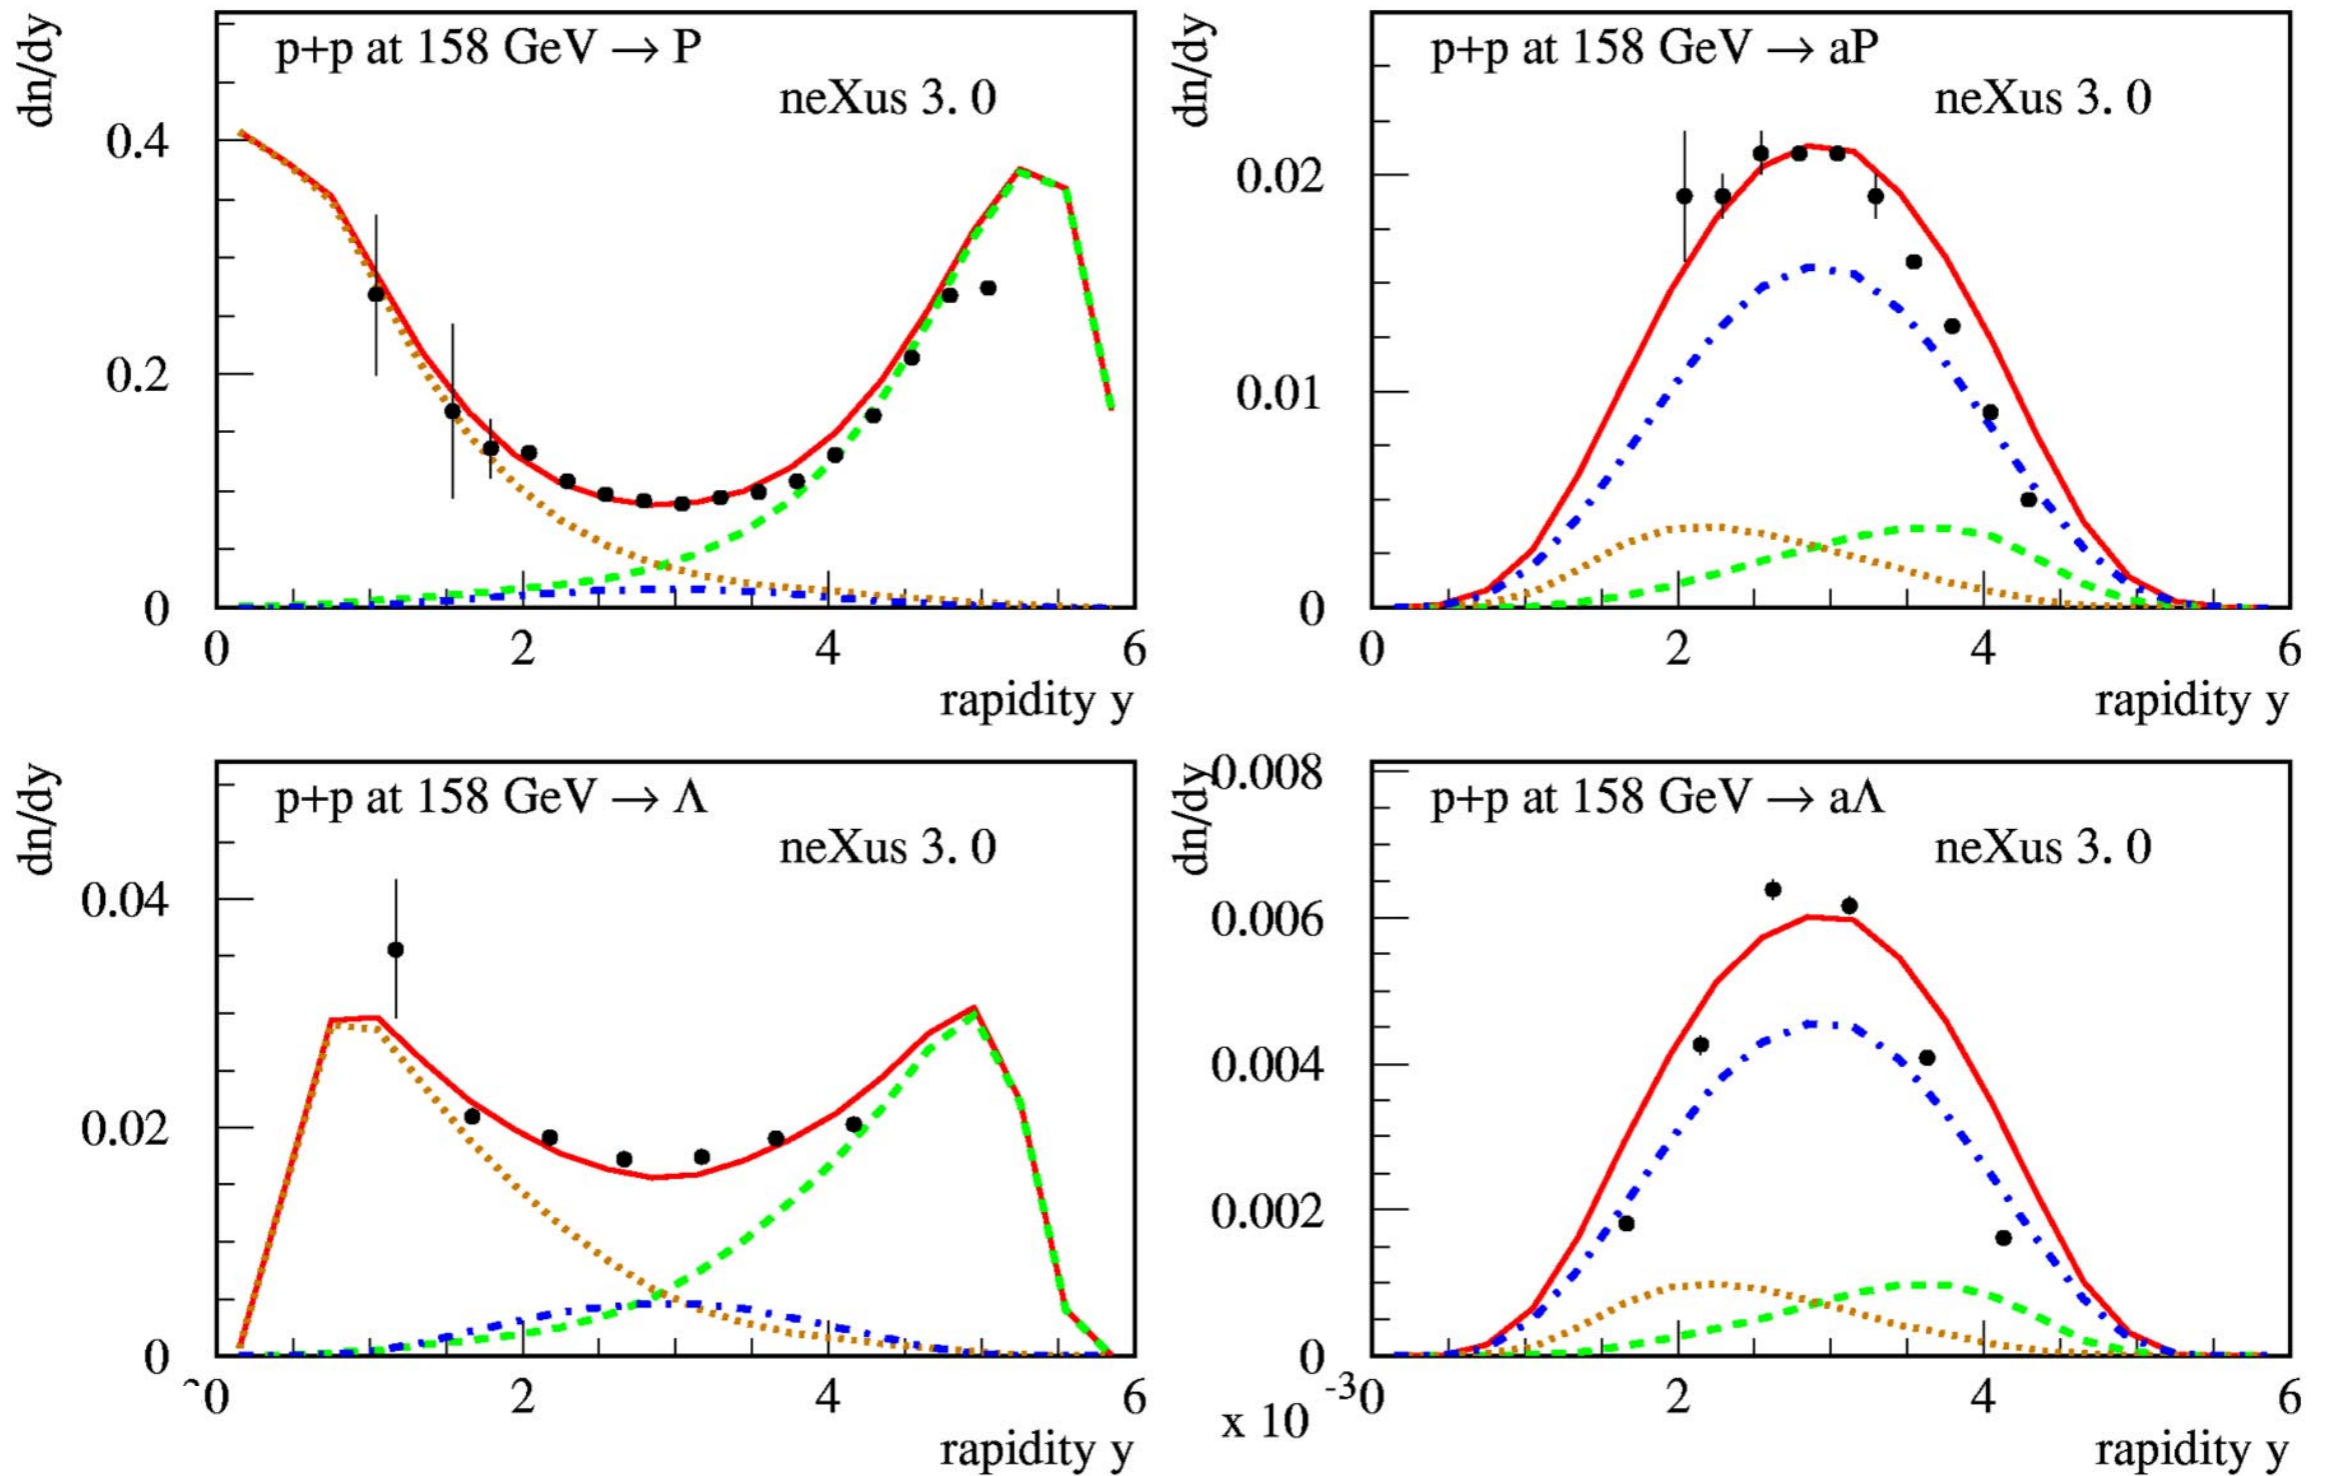 dn/dy
p+p at 158 GeV → P
neXus 3. 0
0.4
0.2
0
0 2 4 6
rapidity y
dn/dy
p+p at 158 GeV → aP
neXus 3. 0
0.02
0.01
0
0 2 4 6
rapidity y
dn/dy
p+p at 158 GeV → Λ
neXus 3. 0
0.04
0.02
0
0 2 4 6
rapidity y
dn/dy
p+p at 158 GeV → aΛ
neXus 3. 0
0.008
0.006
0.004
0.002
0
0 2 4 6
x 10 -3
rapidity y